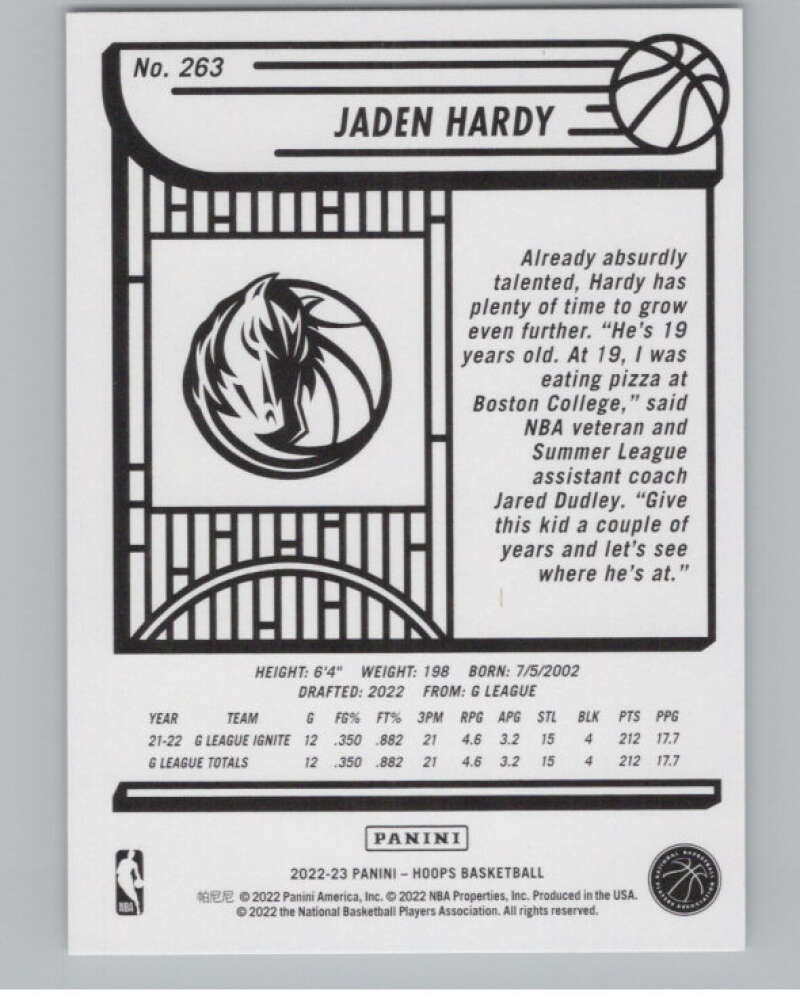 No. 263
JADEN HARDY
Already absurdly
talented, Hardy has
plenty of time to grow
even further. “He’s 19
years old. At 19, I was
eating pizza at
Boston College,” said
NBA veteran and
Summer League
assistant coach
Jared Dudley. “Give
this kid a couple of
years and let’s see
where he’s at.”
HEIGHT: 6'4" WEIGHT: 198 BORN: 7/5/2002
DRAFTED: 2022 FROM: G LEAGUE
YEAR TEAM G FG% FT% 3PM RPG APG STL BLK PTS PPG
21-22 G LEAGUE IGNITE 12 .350 .882 21 4.6 3.2 15 4 212 17.7
G LEAGUE TOTALS 12 .350 .882 21 4.6 3.2 15 4 212 17.7
PANINI
2022-23 PANINI – HOOPS BASKETBALL
帕尼尼 © 2022 Panini America, Inc. © 2022 NBA Properties, Inc. Produced in the USA.
© 2022 the National Basketball Players Association. All rights reserved.
NBA
NATIONAL BASKETBALL
PLAYERS ASSOCIATION